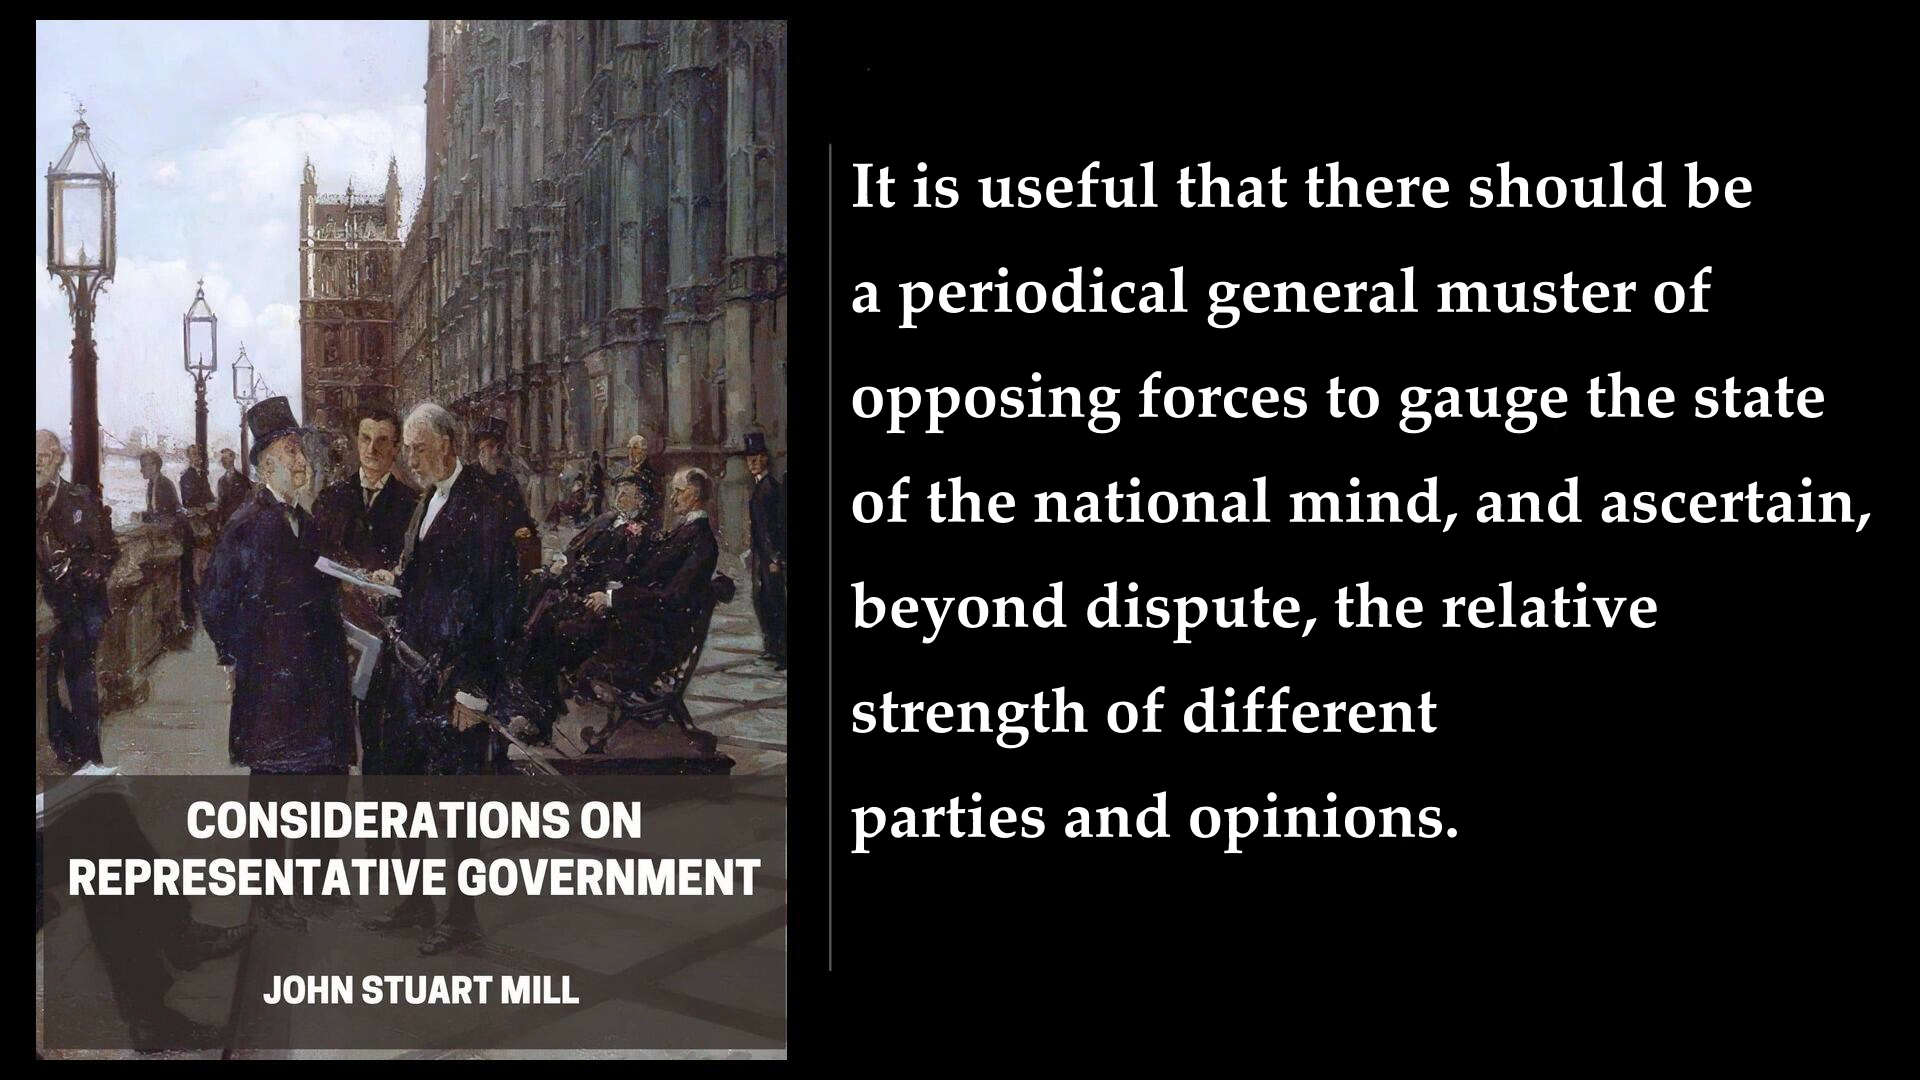 CONSIDERATIONS ON
REPRESENTATIVE GOVERNMENT
JOHN STUART MILL
It is useful that there should be
a periodical general muster of
opposing forces to gauge the state
of the national mind, and ascertain,
beyond dispute, the relative
strength of different
parties and opinions.